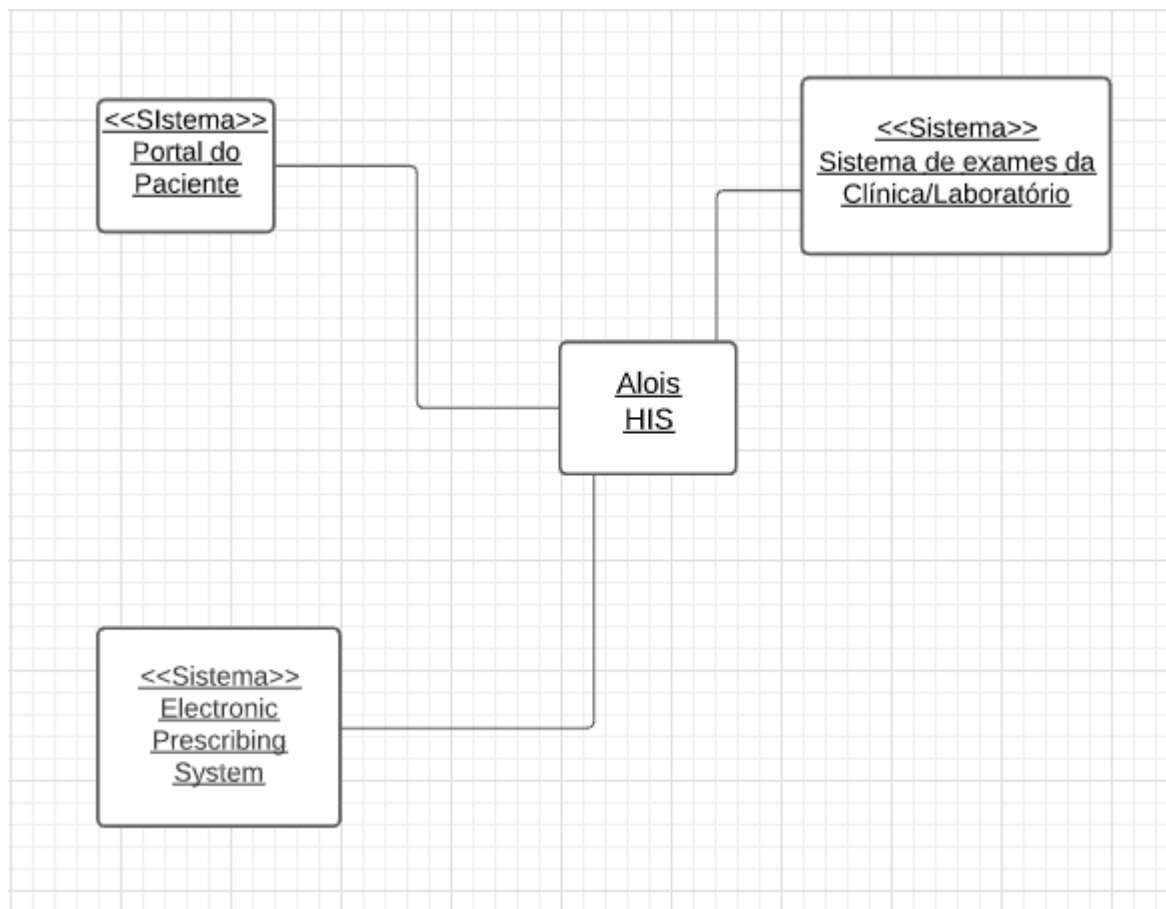 <<SIstema>>
Portal do
Paciente
<<Sistema>>
Sistema de exames da
Clínica/Laboratório
Alois
HIS
<<Sistema>>
Electronic
Prescribing
System